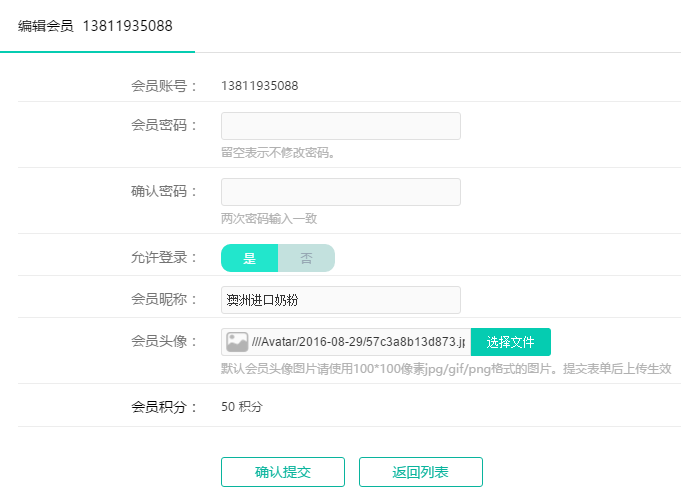 编辑会员 13811935088
会员账号： 13811935088
会员密码：
留空表示不修改密码。
确认密码：
两次密码输入一致
允许登录： 是 否
会员昵称： 澳洲进口奶粉
会员头像： ///Avatar/2016-08-29/57c3a8b13d873.jp 选择文件
默认会员头像图片请使用100*100像素jpg/gif/png格式的图片。提交表单后上传生效
会员积分： 50 积分
确认提交 返回列表